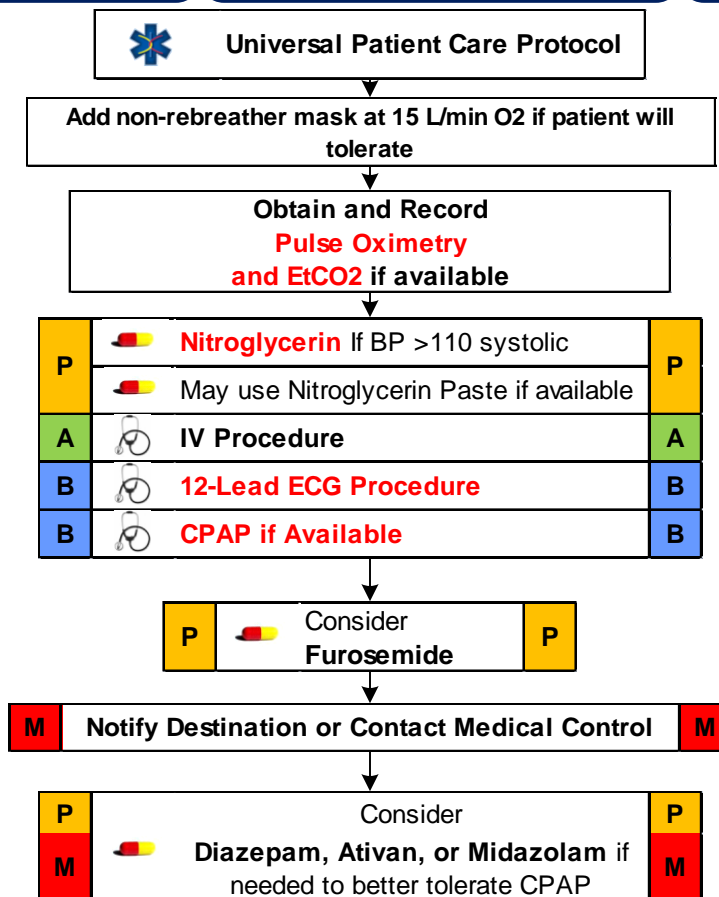 Universal Patient Care Protocol
Add non-rebreather mask at 15 L/min O2 if patient will
tolerate
Obtain and Record
Pulse Oximetry
and EtCO2 if available
P
Nitroglycerin If BP >110 systolic
P
May use Nitroglycerin Paste if available
A
IV Procedure
A
B
12-Lead ECG Procedure
B
B
CPAP if Available
B
P
Consider
Furosemide
P
M
Notify Destination or Contact Medical Control
M
P
Consider
P
M
Diazepam, Ativan, or Midazolam if
needed to better tolerate CPAP
M